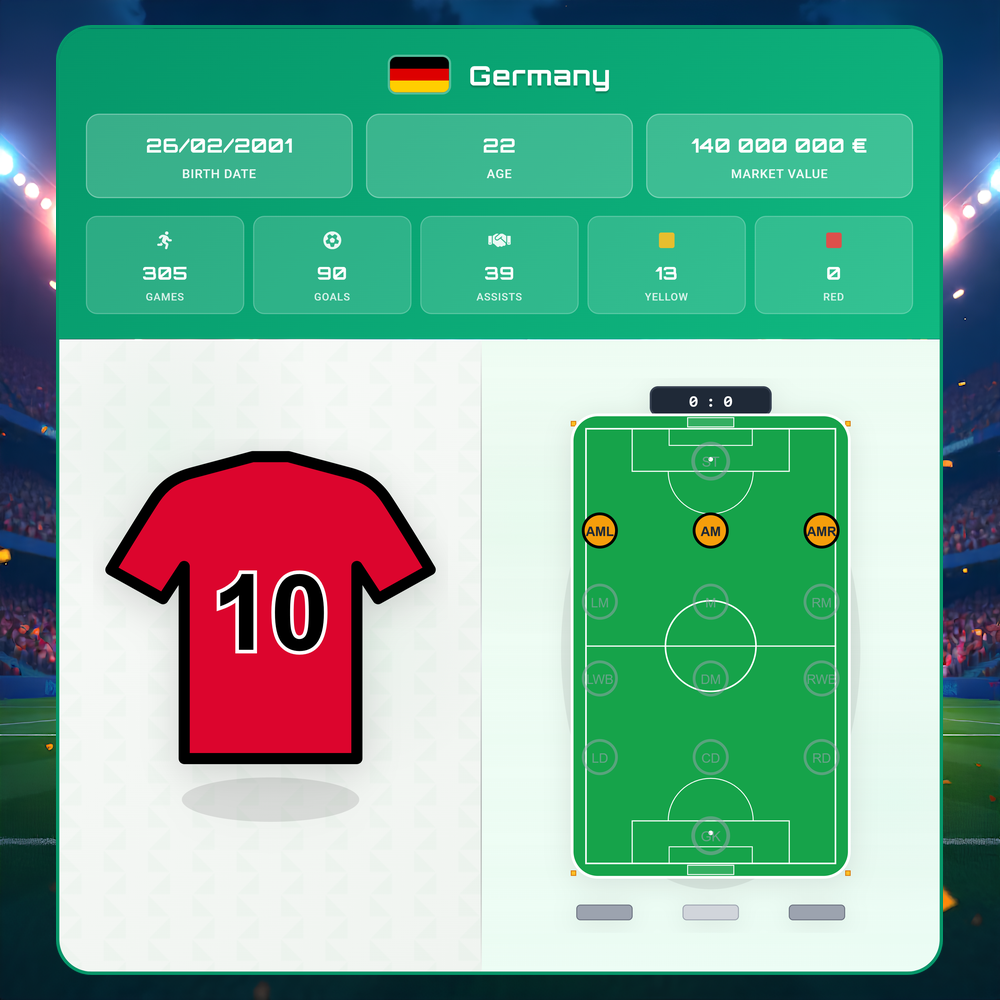 Germany
26/02/2001
BIRTH DATE
22
AGE
140 000 000 €
MARKET VALUE
305
GAMES
90
GOALS
39
ASSISTS
13
YELLOW
0
RED
10
0 : 0
ST
AML
AM
AMR
LM
M
RM
LWB
DM
RWB
LD
CD
RD
GK